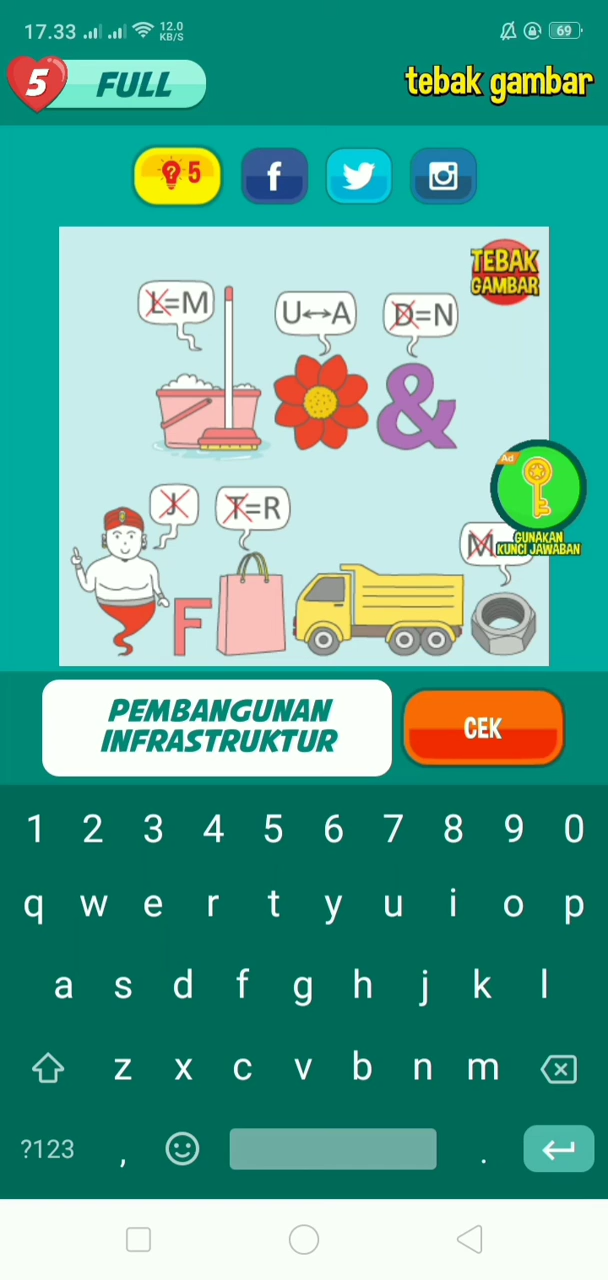 17.33 12.0 KB/S 69
5 FULL tebak gambar
? 5 f
TEBAK
GAMBAR
L=M U↔A D=N
&
Ad
J T=R M
GUNAKAN
KUNCI JAWABAN
F
PEMBANGUNAN
INFRASTRUKTUR
CEK
1 2 3 4 5 6 7 8 9 0
q w e r t y u i o p
a s d f g h j k l
z x c v b n m
?123 , .